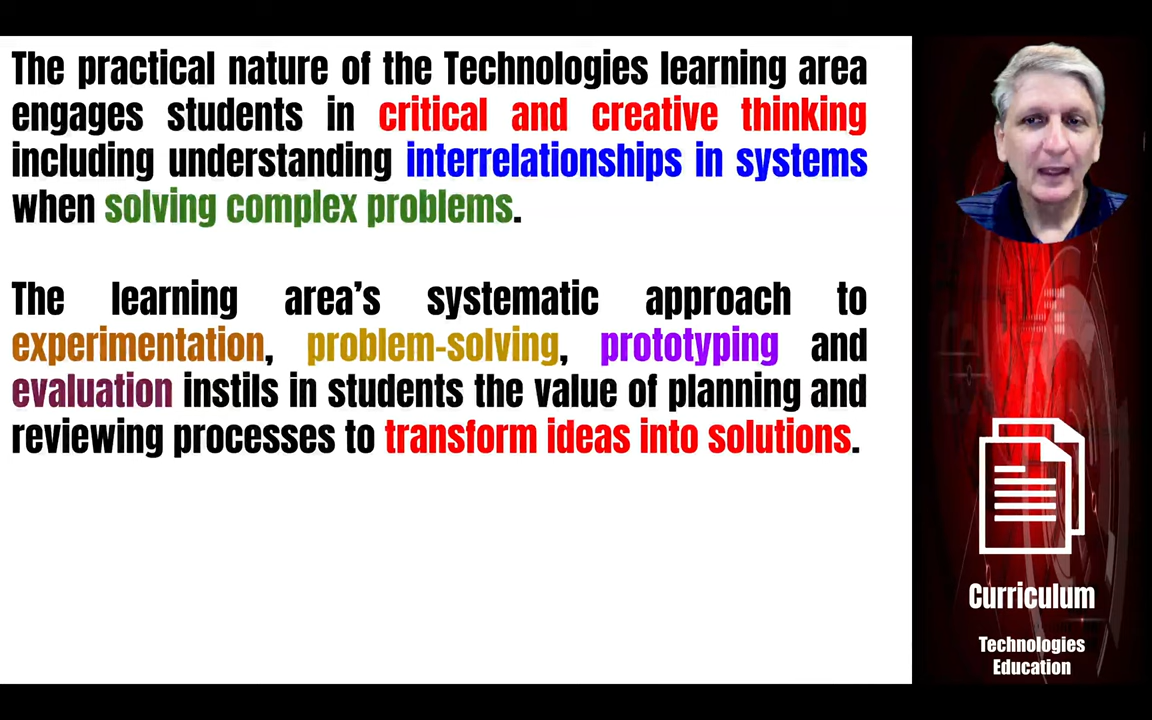 The practical nature of the Technologies learning area
engages students in critical and creative thinking
including understanding interrelationships in systems
when solving complex problems.
The learning area’s systematic approach to
experimentation, problem-solving, prototyping and
evaluation instils in students the value of planning and
reviewing processes to transform ideas into solutions.
Curriculum
Technologies
Education